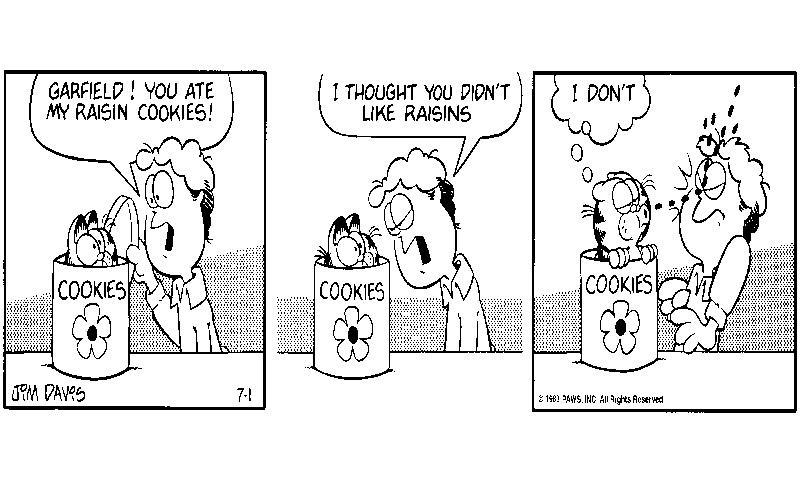 GARFIELD! YOU ATE
MY RAISIN COOKIES!
COOKIES
JIM DAVIS
7-1
I THOUGHT YOU DIDN'T
LIKE RAISINS
COOKIES
I DON'T
COOKIES
© 1983 PAWS, INC. All Rights Reserved